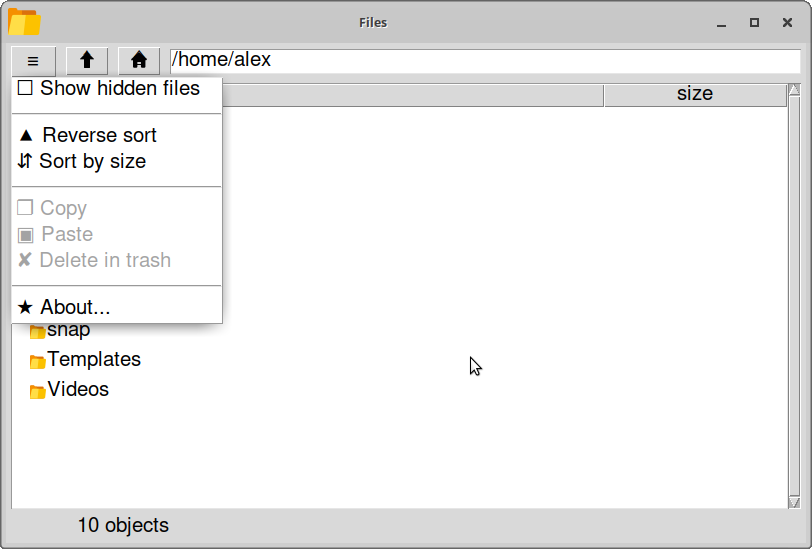 Files
≡
/home/alex
size
☐ Show hidden files
▲ Reverse sort
⇵ Sort by size
❐ Copy
▣ Paste
✘ Delete in trash
★ About...
snap
Templates
Videos
10 objects